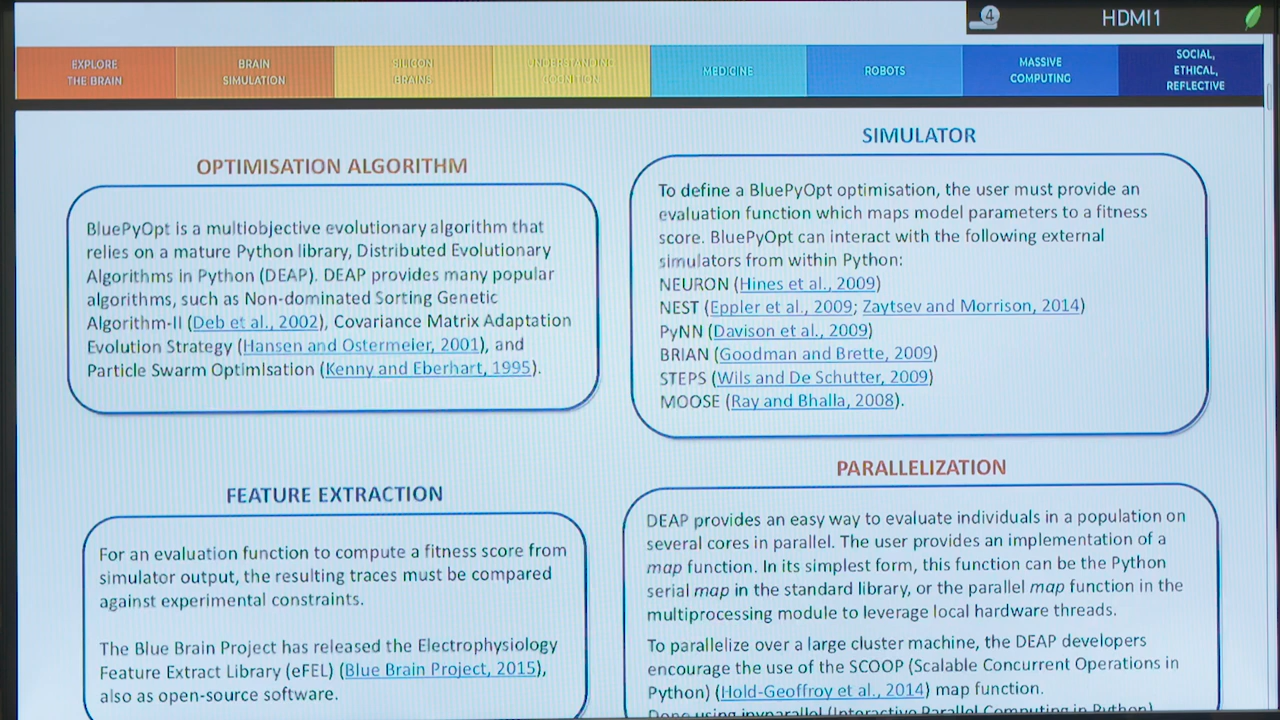 4
HDMI1
EXPLORE
THE BRAIN
BRAIN
SIMULATION
SILICON
BRAINS
UNDERSTANDING
COGNITION
MEDICINE
ROBOTS
MASSIVE
COMPUTING
SOCIAL,
ETHICAL,
REFLECTIVE
OPTIMISATION ALGORITHM
BluePyOpt is a multiobjective evolutionary algorithm that
relies on a mature Python library, Distributed Evolutionary
Algorithms in Python (DEAP). DEAP provides many popular
algorithms, such as Non-dominated Sorting Genetic
Algorithm-II (Deb et al., 2002), Covariance Matrix Adaptation
Evolution Strategy (Hansen and Ostermeier, 2001), and
Particle Swarm Optimlsation (Kenny and Eberhart, 1995).
SIMULATOR
To define a BluePyOpt optimisation, the user must provide an
evaluation function which maps model parameters to a fitness
score. BluePyOpt can interact with the following external
simulators from within Python:
NEURON (Hines et al., 2009)
NEST (Eppler et al., 2009; Zaytsev and Morrison, 2014)
PyNN (Davison et al., 2009)
BRIAN (Goodman and Brette, 2009)
STEPS (Wils and De Schutter, 2009)
MOOSE (Ray and Bhalla, 2008).
FEATURE EXTRACTION
For an evaluation function to compute a fitness score from
simulator output, the resulting traces must be compared
against experimental constraints.
The Blue Brain Project has released the Electrophysiology
Feature Extract Library (eFEL) (Blue Brain Project, 2015),
also as open-source software.
PARALLELIZATION
DEAP provides an easy way to evaluate individuals in a population on
several cores in parallel. The user provides an implementation of a
map function. In its simplest form, this function can be the Python
serial map in the standard library, or the parallel map function in the
multiprocessing module to leverage local hardware threads.
To parallelize over a large cluster machine, the DEAP developers
encourage the use of the SCOOP (Scalable Concurrent Operations in
Python) (Hold-Geoffroy et al., 2014) map function.
Done using ipyparallel (Interactive Parallel Computing in Python)